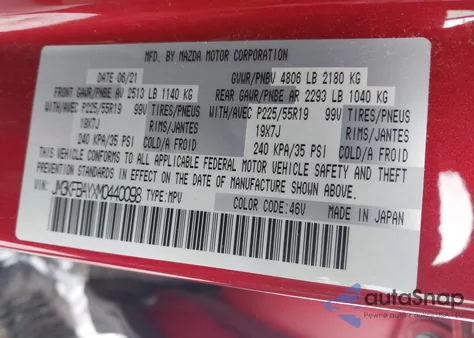 MFD. BY MAZDA MOTOR CORPORATION
DATE 06/21 GVWR/PNBV 4806 LB 2180 KG
FRONT GAWR/PNBE AV 2513 LB 1140 KG REAR GAWR/PNBE AR 2293 LB 1040 KG
WITH/AVEC P225/55R19 99V TIRES/PNEUS WITH/AVEC P225/55R19 99V TIRES/PNEUS
19X7J RIMS/JANTES 19X7J RIMS/JANTES
240 KPA/35 PSI COLD/A FROID 240 KPA/35 PSI COLD/A FROID
THIS VEHICLE CONFORMS TO ALL APPLICABLE FEDERAL MOTOR VEHICLE SAFETY AND THEFT
PREVENTION STANDARDS IN EFFECT ON THE DATE OF MANUFACTURE SHOWN ABOVE.
VIN: JM3KFBAYXM0440098 TYPE:MPV
COLOR CODE:46V MADE IN JAPAN
autoSnap
Pewne auto z